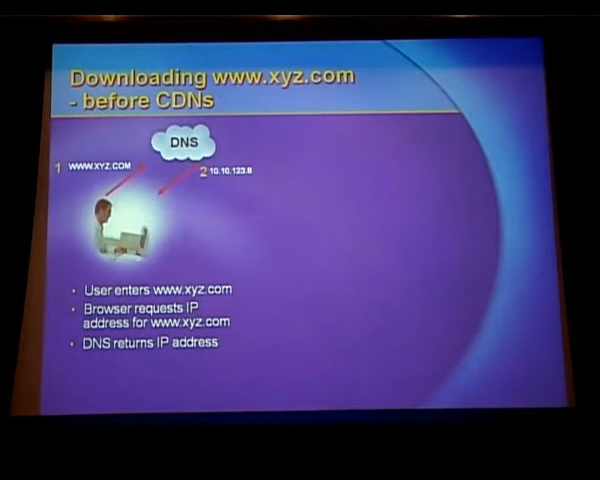 Downloading www.xyz.com
- before CDNs
DNS
1 WWW.XYZ.COM
2 10.10.123.8
• User enters www.xyz.com
• Browser requests IP
address for www.xyz.com
• DNS returns IP address